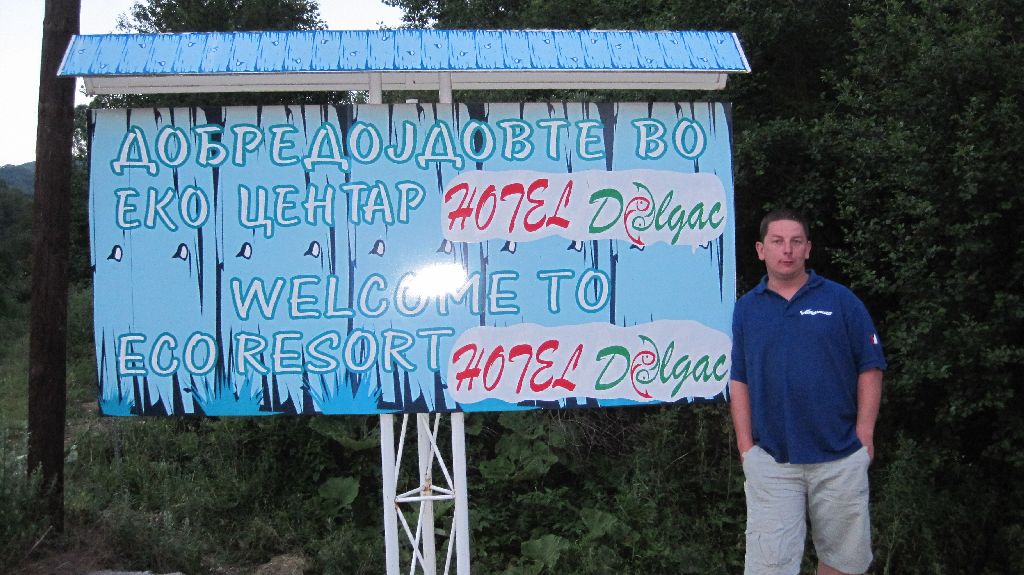 ДОБРЕДОЈДОВТЕ ВО
ЕКО ЦЕНТАР HOTEL Dolgac
WELCOME TO
ECO RESORT HOTEL Dolgac